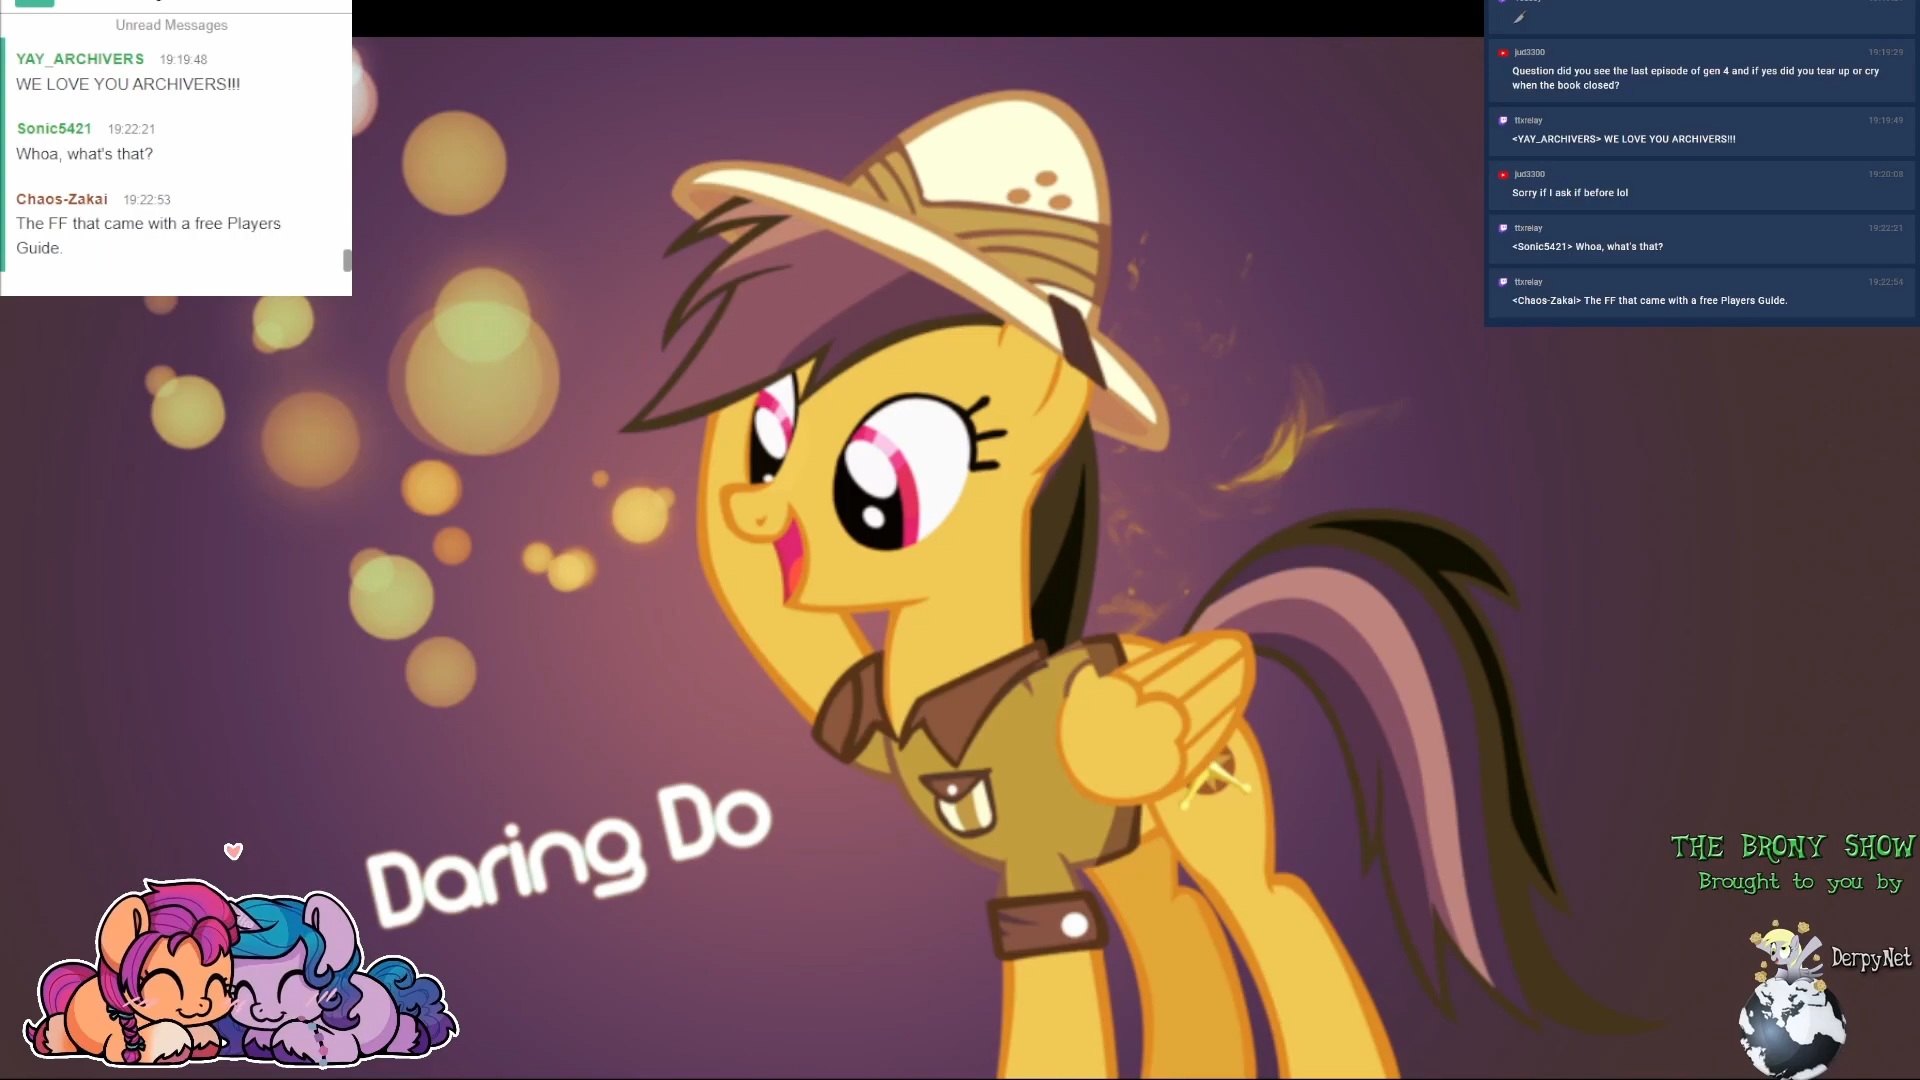 Unread Messages
YAY_ARCHIVERS 19:19:48
WE LOVE YOU ARCHIVERS!!!
Sonic5421 19:22:21
Whoa, what's that?
Chaos-Zakai 19:22:53
The FF that came with a free Players
Guide.
jud3300 19:19:29
Question did you see the last episode of gen 4 and if yes did you tear up or cry
when the book closed?
ttxrelay 19:19:49
<YAY_ARCHIVERS> WE LOVE YOU ARCHIVERS!!!
jud3300 19:20:08
Sorry if I ask if before lol
ttxrelay 19:22:21
<Sonic5421> Whoa, what's that?
ttxrelay 19:22:54
<Chaos-Zakai> The FF that came with a free Players Guide.
Daring Do
THE BRONY SHOW
Brought to you by
DerpyNet